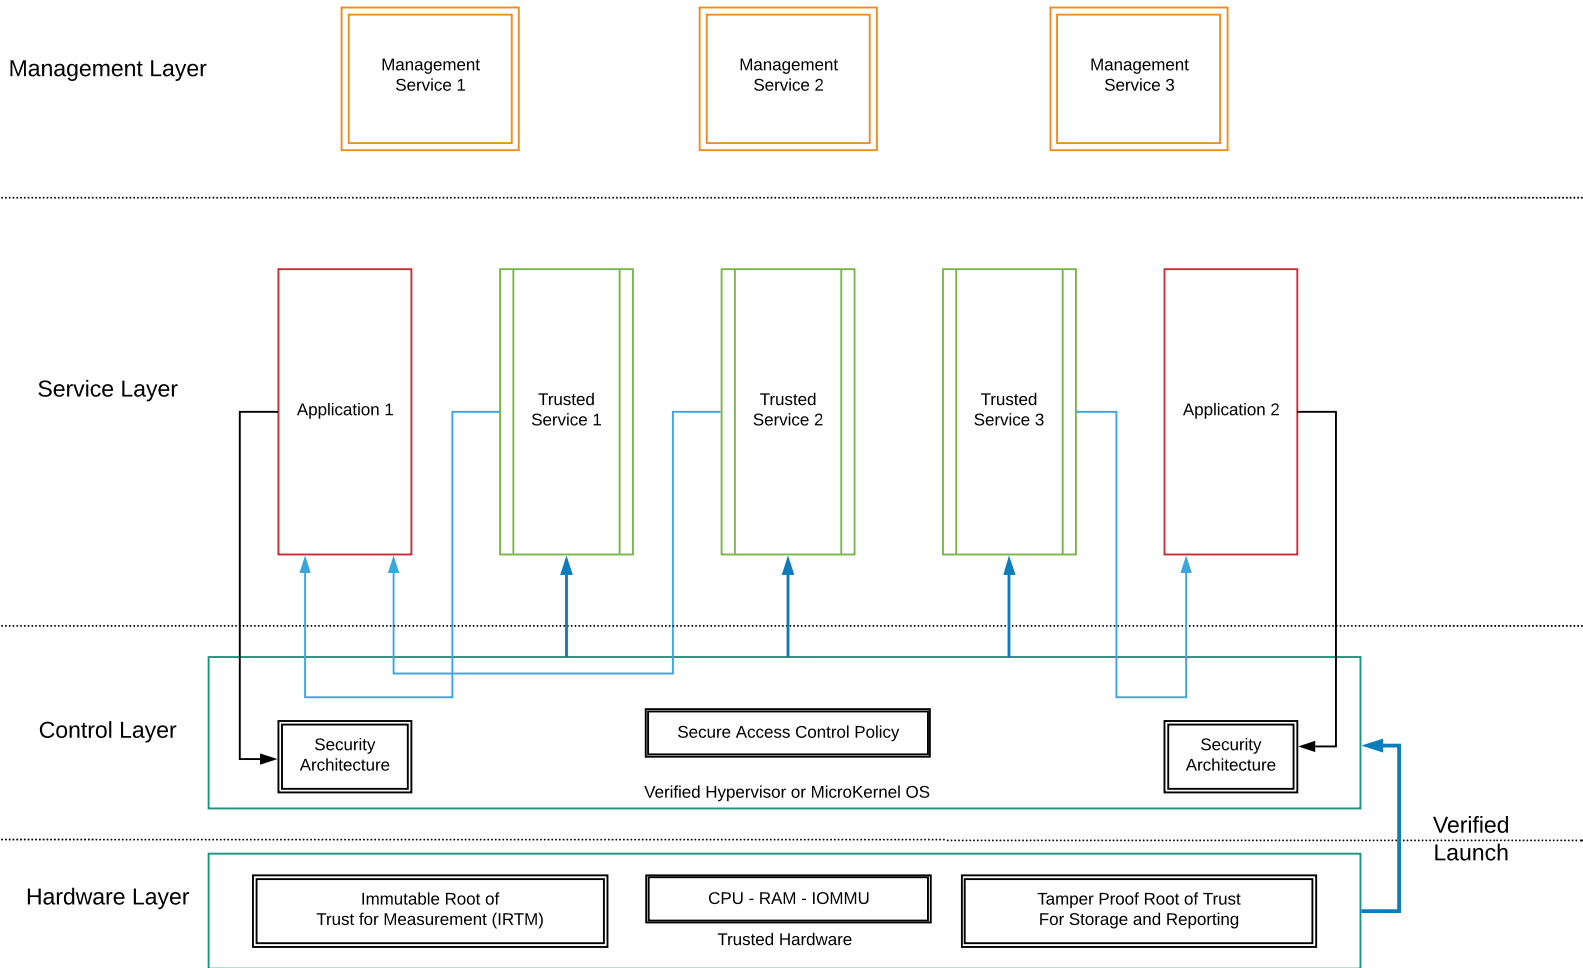 Management Layer
Management
Service 1
Management
Service 2
Management
Service 3
Service Layer
Application 1
Trusted
Service 1
Trusted
Service 2
Trusted
Service 3
Application 2
Control Layer
Security
Architecture
Secure Access Control Policy
Security
Architecture
Verified Hypervisor or MicroKernel OS
Verified
Launch
Hardware Layer
Immutable Root of
Trust for Measurement (IRTM)
CPU - RAM - IOMMU
Tamper Proof Root of Trust
For Storage and Reporting
Trusted Hardware